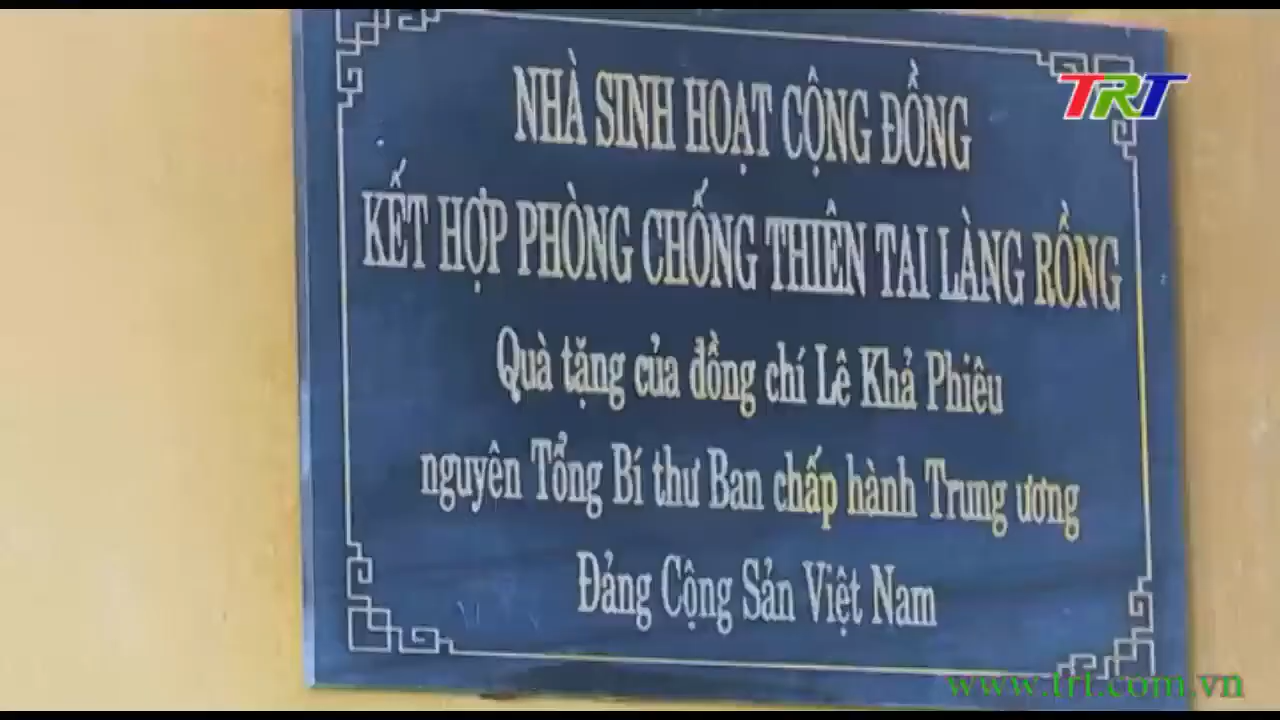 TRT
NHÀ SINH HOẠT CỘNG ĐỒNG
KẾT HỢP PHÒNG CHỐNG THIÊN TAI LÀNG RỒNG
Quà tặng của đồng chí Lê Khả Phiêu
nguyên Tổng Bí thư Ban chấp hành Trung ương
Đảng Cộng Sản Việt Nam
www.trt.com.vn